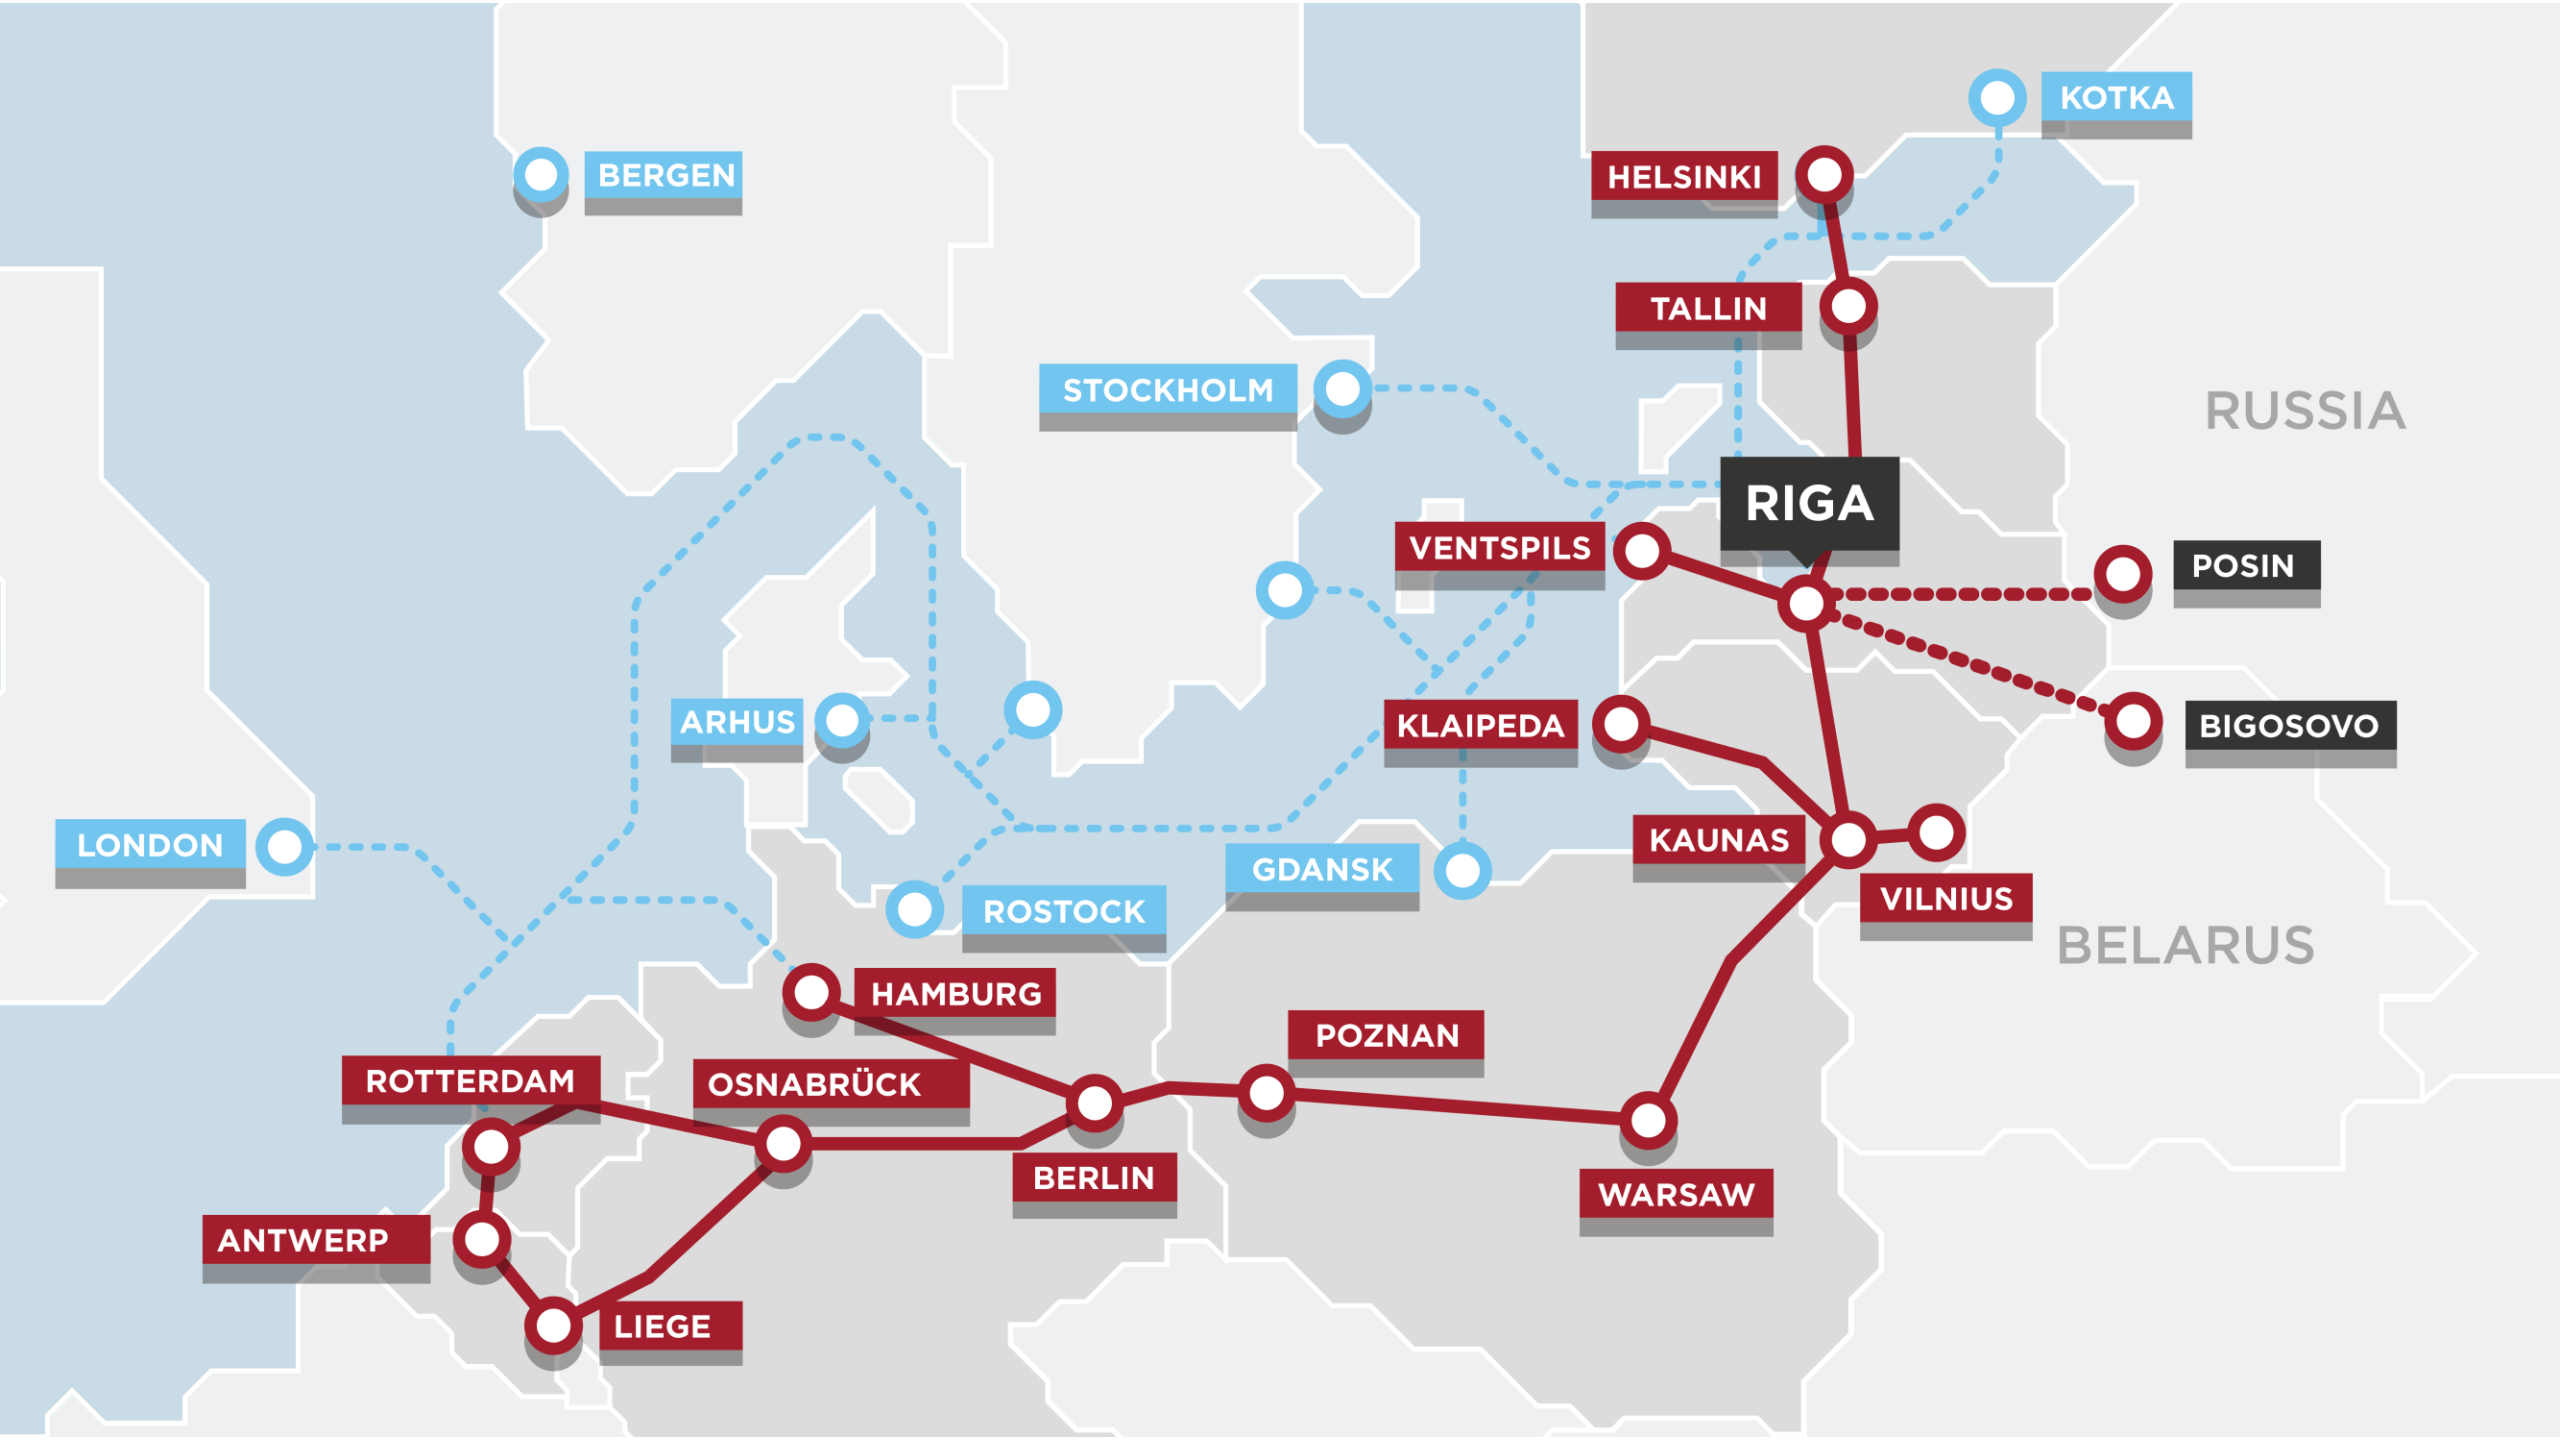 KOTKA
BERGEN
HELSINKI
TALLIN
STOCKHOLM
RUSSIA
RIGA
VENTSPILS
POSIN
ARHUS
KLAIPEDA
BIGOSOVO
LONDON
KAUNAS
GDANSK
VILNIUS
ROSTOCK
BELARUS
HAMBURG
POZNAN
ROTTERDAM
OSNABRÜCK
BERLIN
WARSAW
ANTWERP
LIEGE